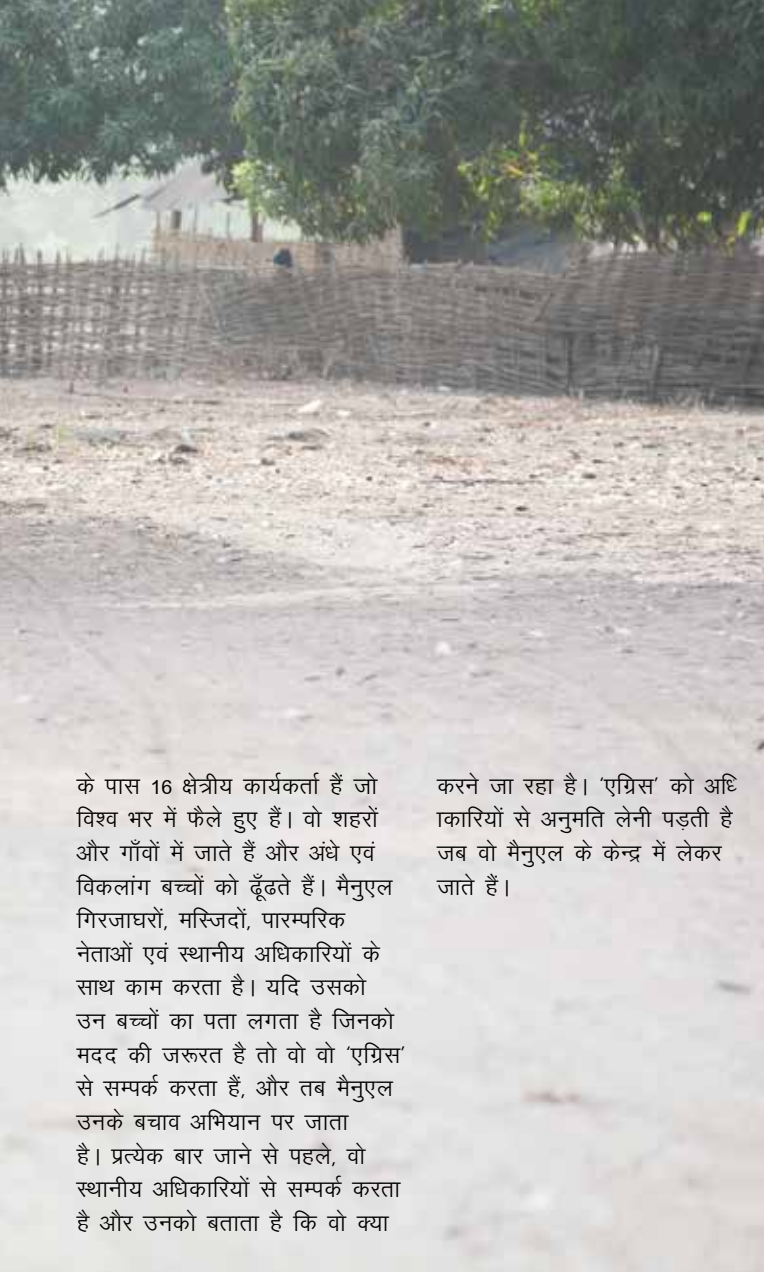 के पास 16 क्षेत्रीय कार्यकर्ता हैं जो
विश्व भर में फैले हुए हैं। वो शहरों
और गाँवों में जाते हैं और अंधे एवं
विकलांग बच्चों को ढूँढते हैं। मैनुएल
गिरजाघरों, मस्जिदों, पारम्परिक
नेताओं एवं स्थानीय अधिकारियों के
साथ काम करता है। यदि उसको
उन बच्चों का पता लगता है जिनको
मदद की जरूरत है तो वो वो ‘एग्रिस’
से सम्पर्क करता हैं, और तब मैनुएल
उनके बचाव अभियान पर जाता
है। प्रत्येक बार जाने से पहले, वो
स्थानीय अधिकारियों से सम्पर्क करता
है और उनको बताता है कि वो क्या
करने जा रहा है। ‘एग्रिस’ को अधि
ाकारियों से अनुमति लेनी पड़ती है
जब वो मैनुएल के केन्द्र में लेकर
जाते हैं।